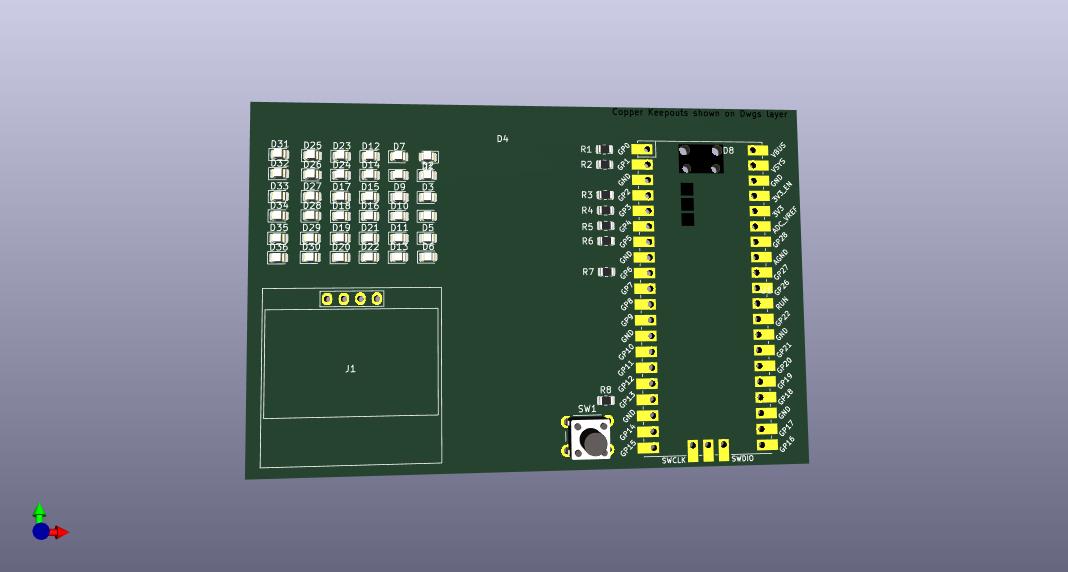 Copper Keepouts shown on Dwgs layer
D4
D31 D25 D23 D12 D7
D32 D26 D24 D14 D2
D33 D27 D17 D15 D9 D3
D34 D28 D18 D16 D10
D35 D29 D19 D21 D11 D5
D36 D30 D20 D22 D13 D6
J1
R1
R2
R3
R4
R5
R6
R7
R8
SW1
D8
GP0
GP1
GND
GP2
GP3
GP4
GP5
GND
GP6
GP7
GP8
GP9
GND
GP10
GP11
GP12
GP13
GND
GP14
GP15
VBUS
VSYS
GND
3V3_EN
3V3
ADC_VREF
GP28
AGND
GP27
GP26
RUN
GP22
GND
GP21
GP20
GP19
GP18
GND
GP17
GP16
SWCLK SWDIO